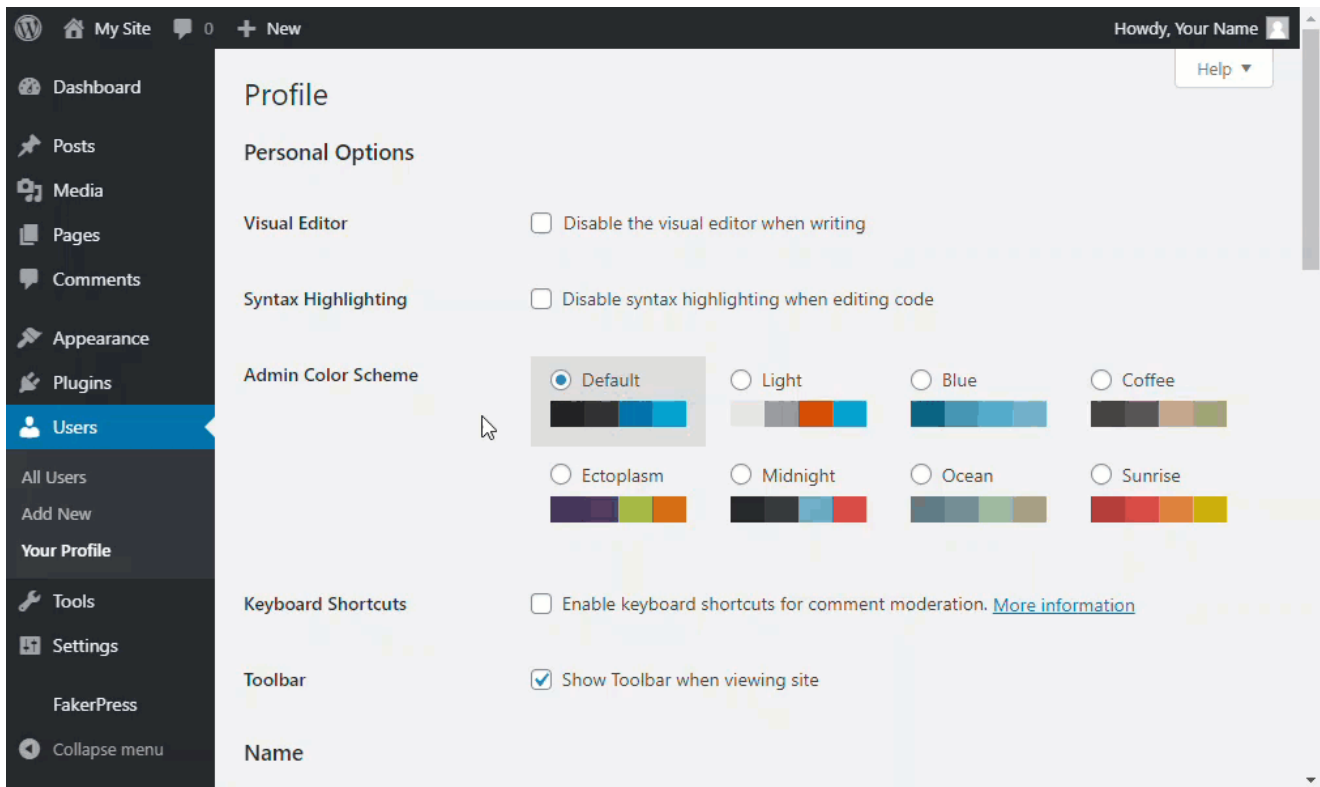 My Site 0 New Howdy, Your Name
Help
Dashboard
Posts
Media
Pages
Comments
Appearance
Plugins
Users
All Users
Add New
Your Profile
Tools
Settings
FakerPress
Collapse menu
Profile
Personal Options
Visual Editor Disable the visual editor when writing
Syntax Highlighting Disable syntax highlighting when editing code
Admin Color Scheme
Default Light Blue Coffee
Ectoplasm Midnight Ocean Sunrise
Keyboard Shortcuts Enable keyboard shortcuts for comment moderation. More information
Toolbar Show Toolbar when viewing site
Name